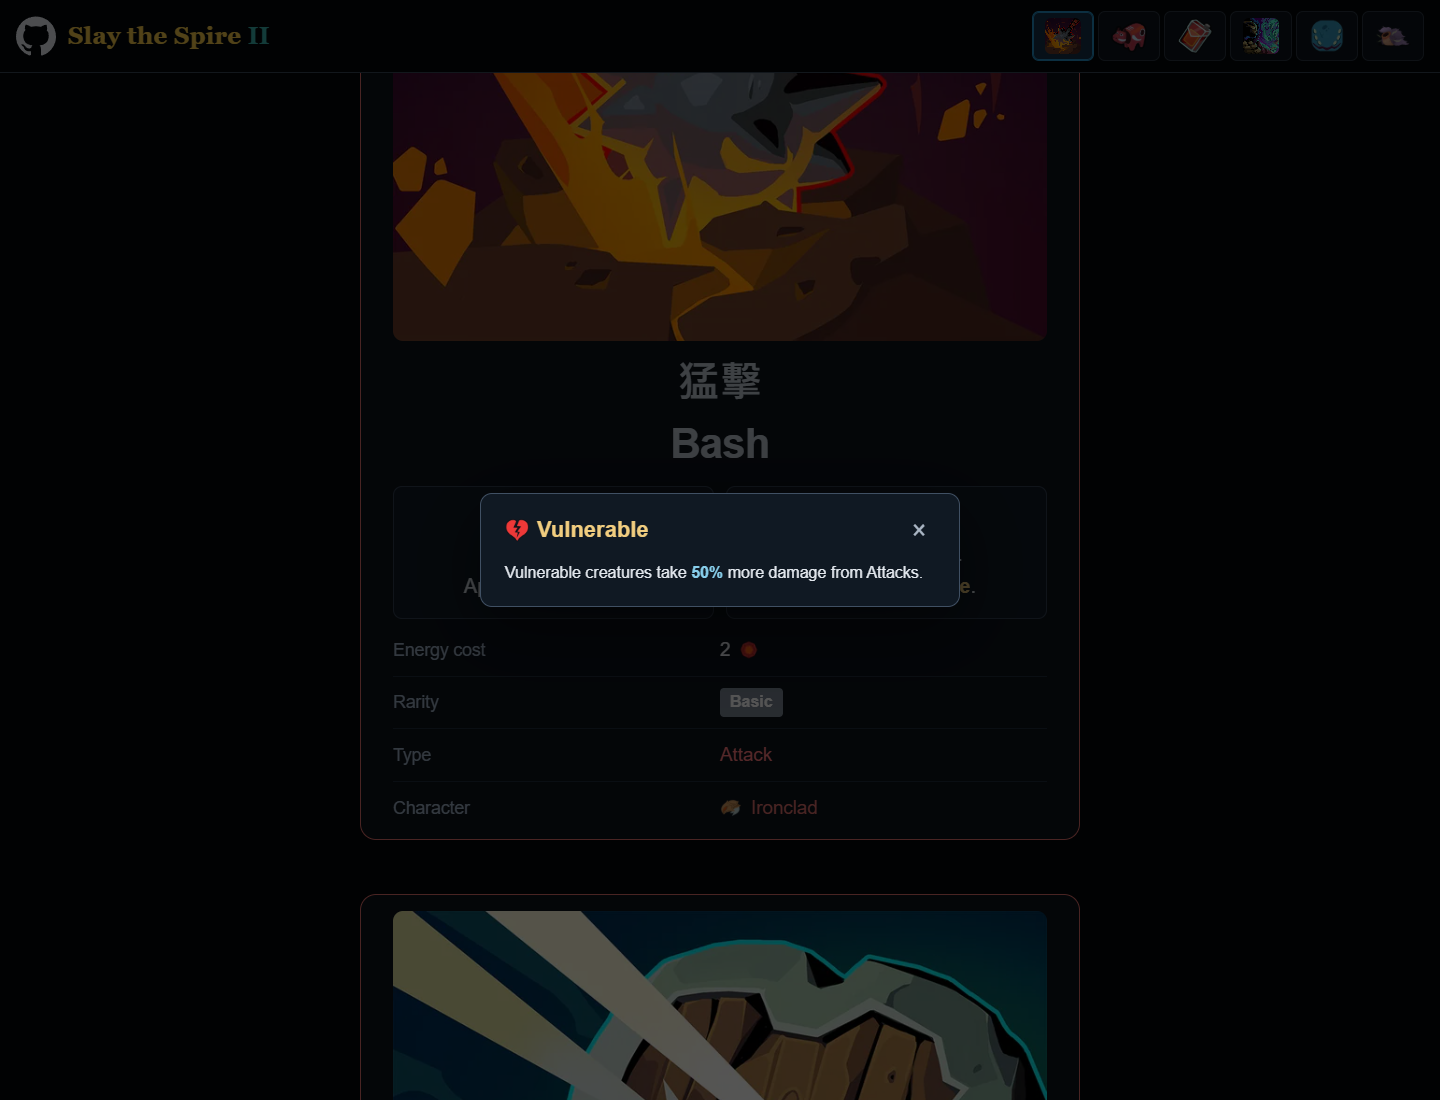 Slay the Spire II
猛擊
Bash
Vulnerable
Vulnerable creatures take 50% more damage from Attacks.
Energy cost 2
Rarity Basic
Type Attack
Character Ironclad